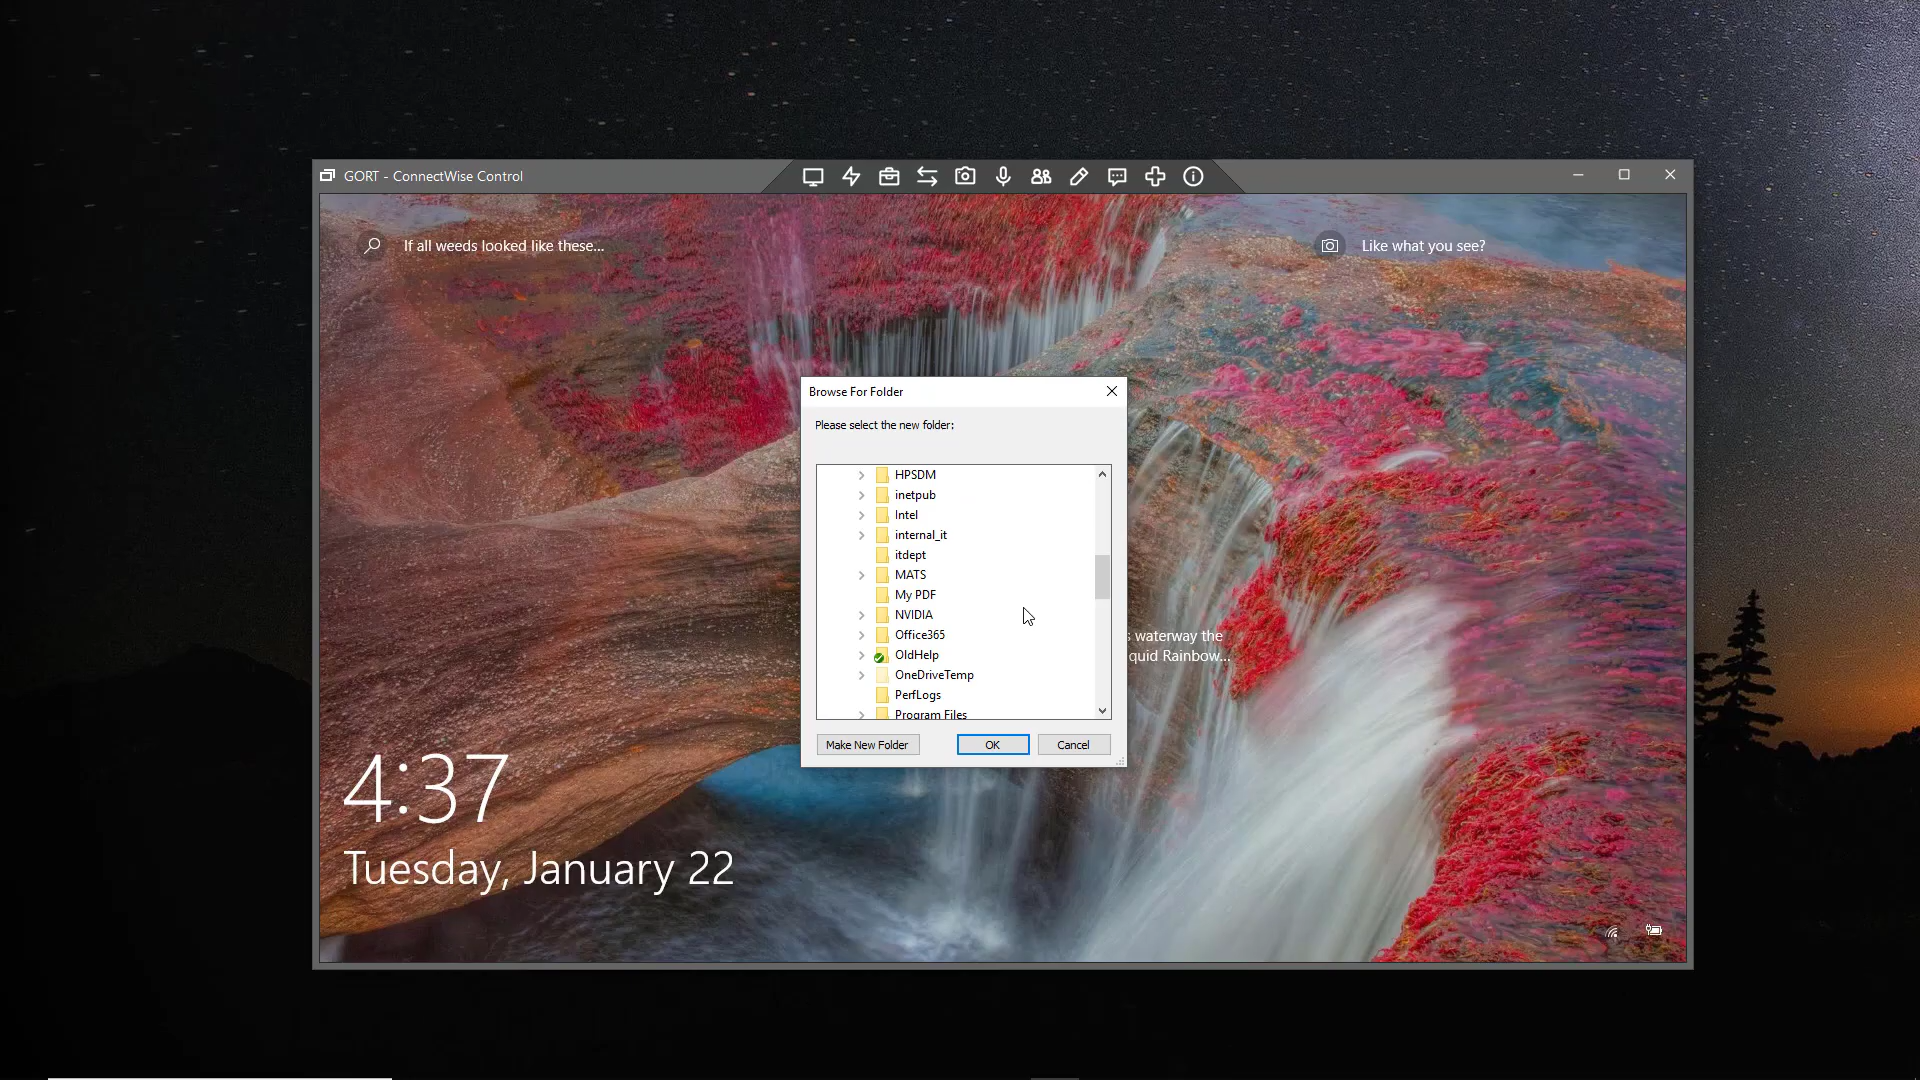 GORT - ConnectWise Control
If all weeds looked like these...
Like what you see?
Browse For Folder
Please select the new folder:
HPSDM
inetpub
Intel
internal_it
itdept
MATS
My PDF
NVIDIA
Office365
OldHelp
OneDriveTemp
PerfLogs
Program Files
Make New Folder
OK
Cancel
waterway the
quid Rainbow...
4:37
Tuesday, January 22